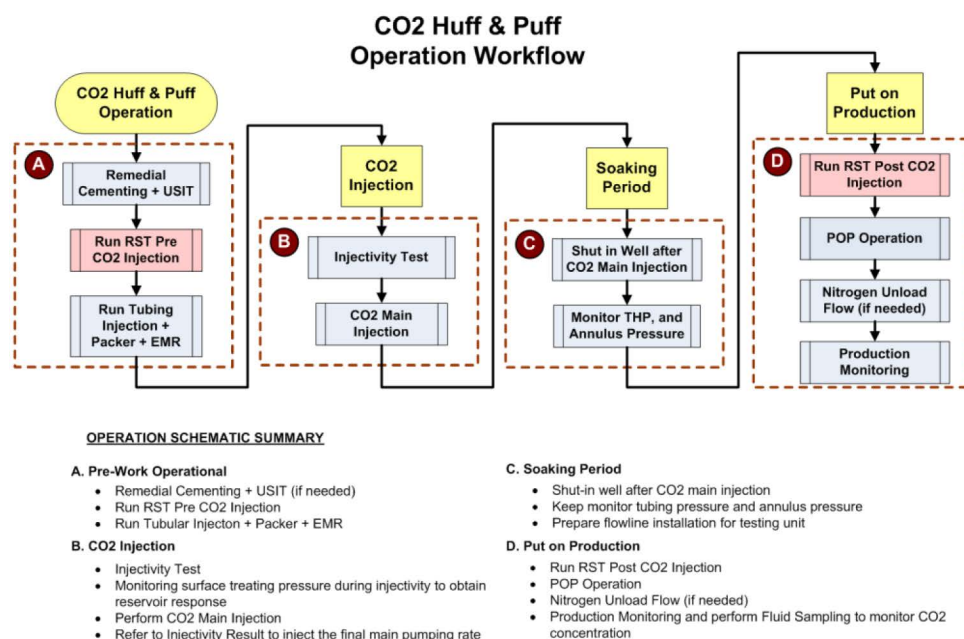 CO2 Huff & Puff
Operation Workflow
CO2 Huff & Puff
Operation
A
Remedial
Cementing + USIT
Run RST Pre
CO2 Injection
Run Tubing
Injection +
Packer + EMR
CO2
Injection
B
Injectivity Test
CO2 Main
Injection
Soaking
Period
C
Shut in Well after
CO2 Main Injection
Monitor THP, and
Annulus Pressure
Put on
Production
D
Run RST Post CO2
Injection
POP Operation
Nitrogen Unload
Flow (if needed)
Production
Monitoring
OPERATION SCHEMATIC SUMMARY
A. Pre-Work Operational
• Remedial Cementing + USIT (if needed)
• Run RST Pre CO2 Injection
• Run Tubular Injecton + Packer + EMR
B. CO2 Injection
• Injectivity Test
• Monitoring surface treating pressure during injectivity to obtain
reservoir response
• Perform CO2 Main Injection
• Refer to Injectivity Result to inject the final main pumping rate
C. Soaking Period
• Shut-in well after CO2 main injection
• Keep monitor tubing pressure and annulus pressure
• Prepare flowline installation for testing unit
D. Put on Production
• Run RST Post CO2 Injection
• POP Operation
• Nitrogen Unload Flow (if needed)
• Production Monitoring and perform Fluid Sampling to monitor CO2
concentration